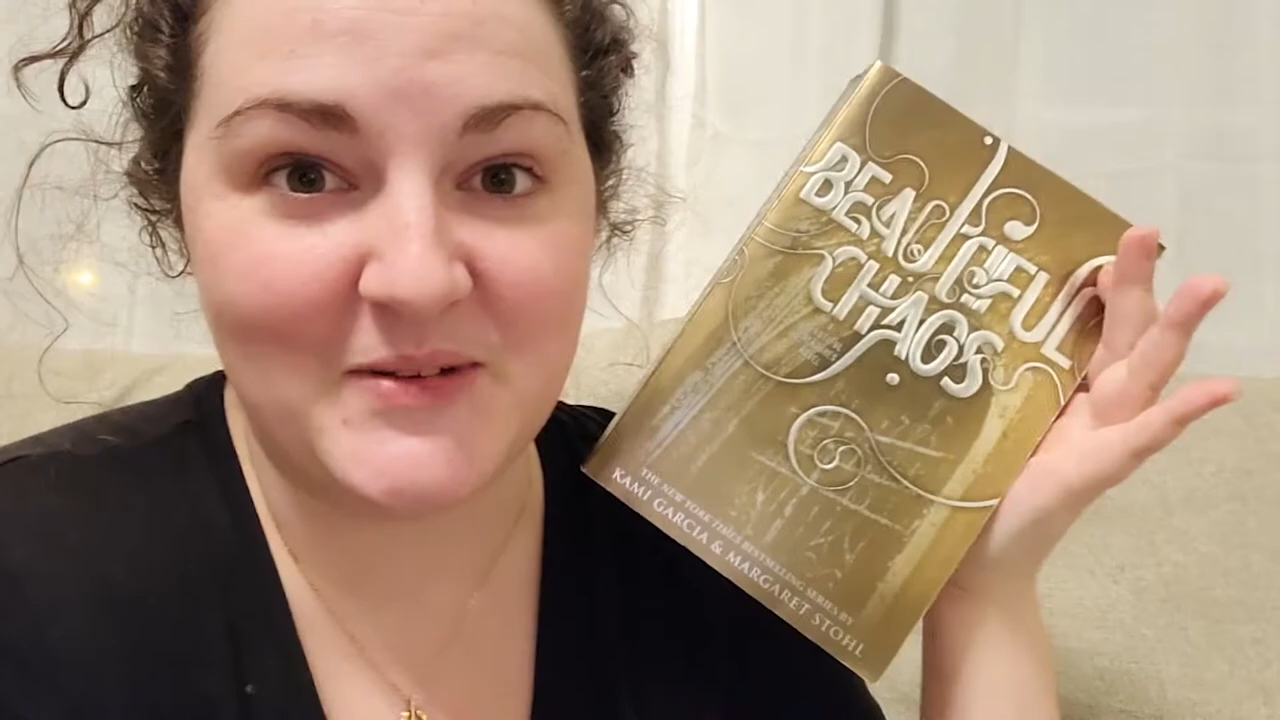 BEAUTIFUL
CHAOS
THE NEW YORK TIMES BESTSELLING SERIES BY
KAMI GARCIA & MARGARET STOHL